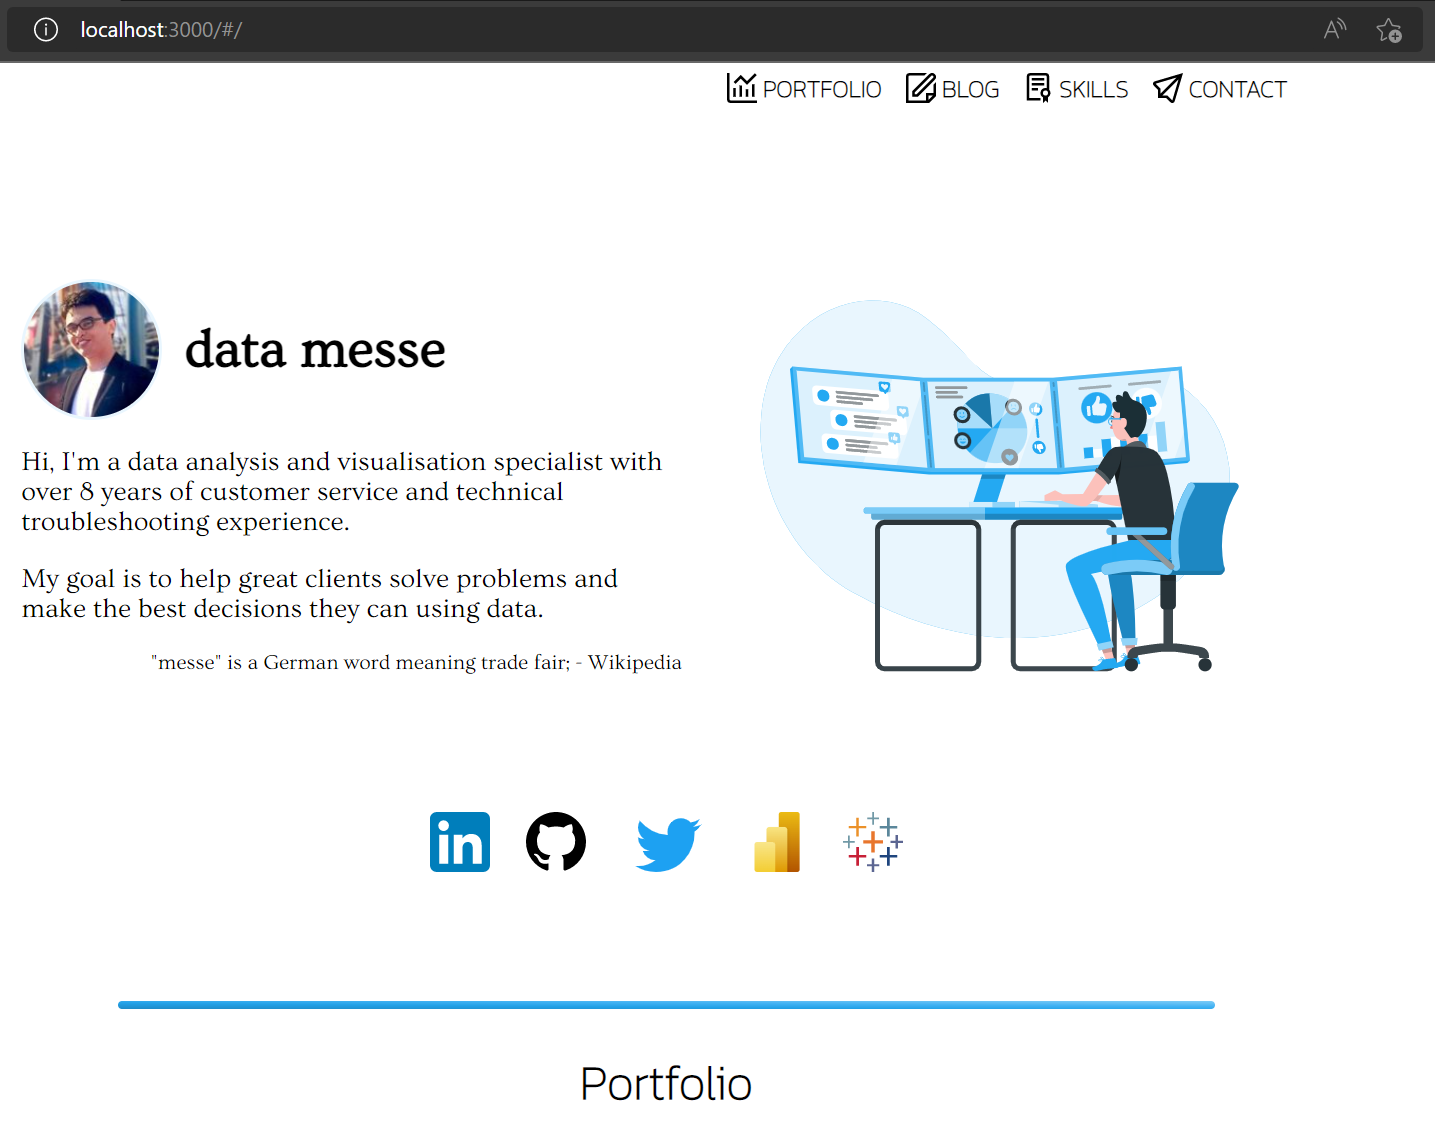 localhost:3000/#/
PORTFOLIO BLOG SKILLS CONTACT
data messe
Hi, I'm a data analysis and visualisation specialist with
over 8 years of customer service and technical
troubleshooting experience.
My goal is to help great clients solve problems and
make the best decisions they can using data.
"messe" is a German word meaning trade fair; - Wikipedia
in
Portfolio